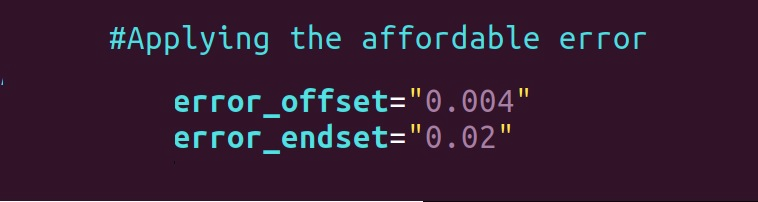 #Applying the affordable error
error_offset="0.004"
error_endset="0.02"